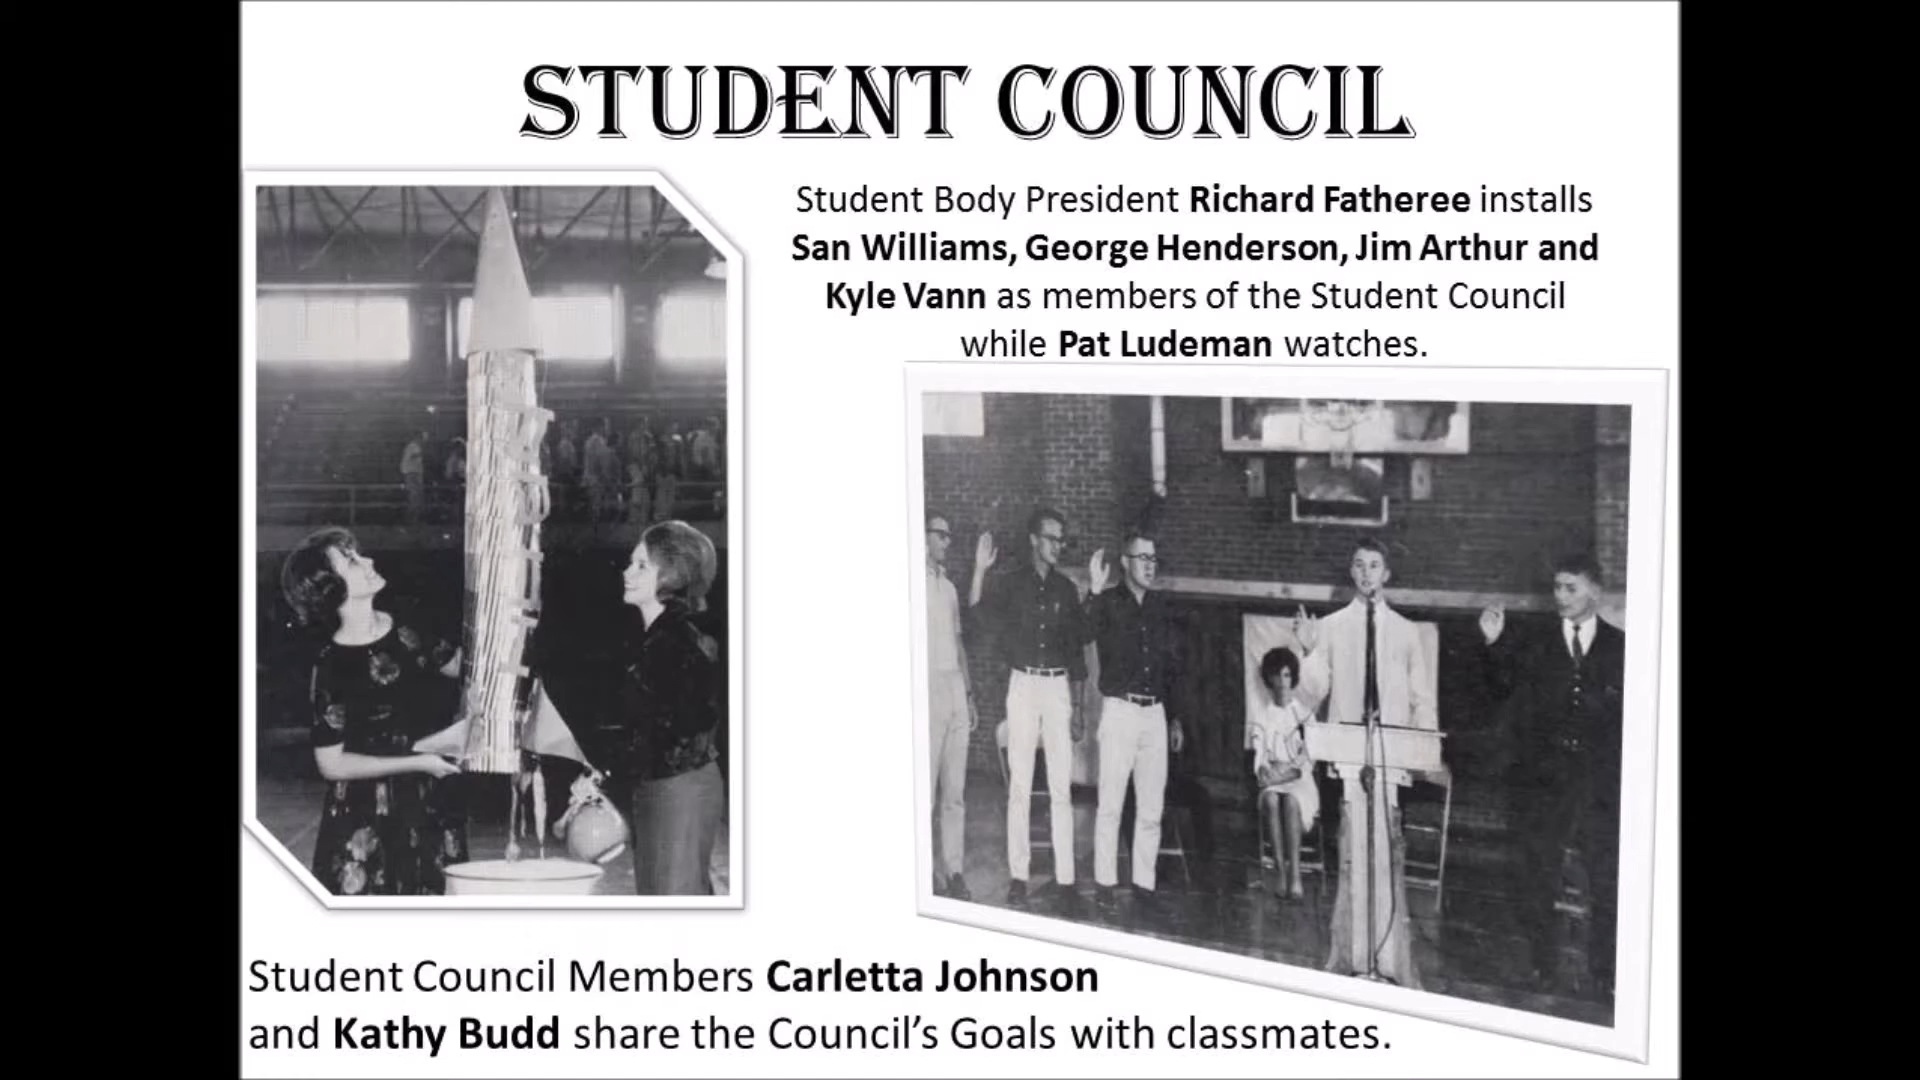 STUDENT COUNCIL
Student Body President Richard Fatheree installs
San Williams, George Henderson, Jim Arthur and
Kyle Vann as members of the Student Council
while Pat Ludeman watches.
Student Council Members Carletta Johnson
and Kathy Budd share the Council's Goals with classmates.